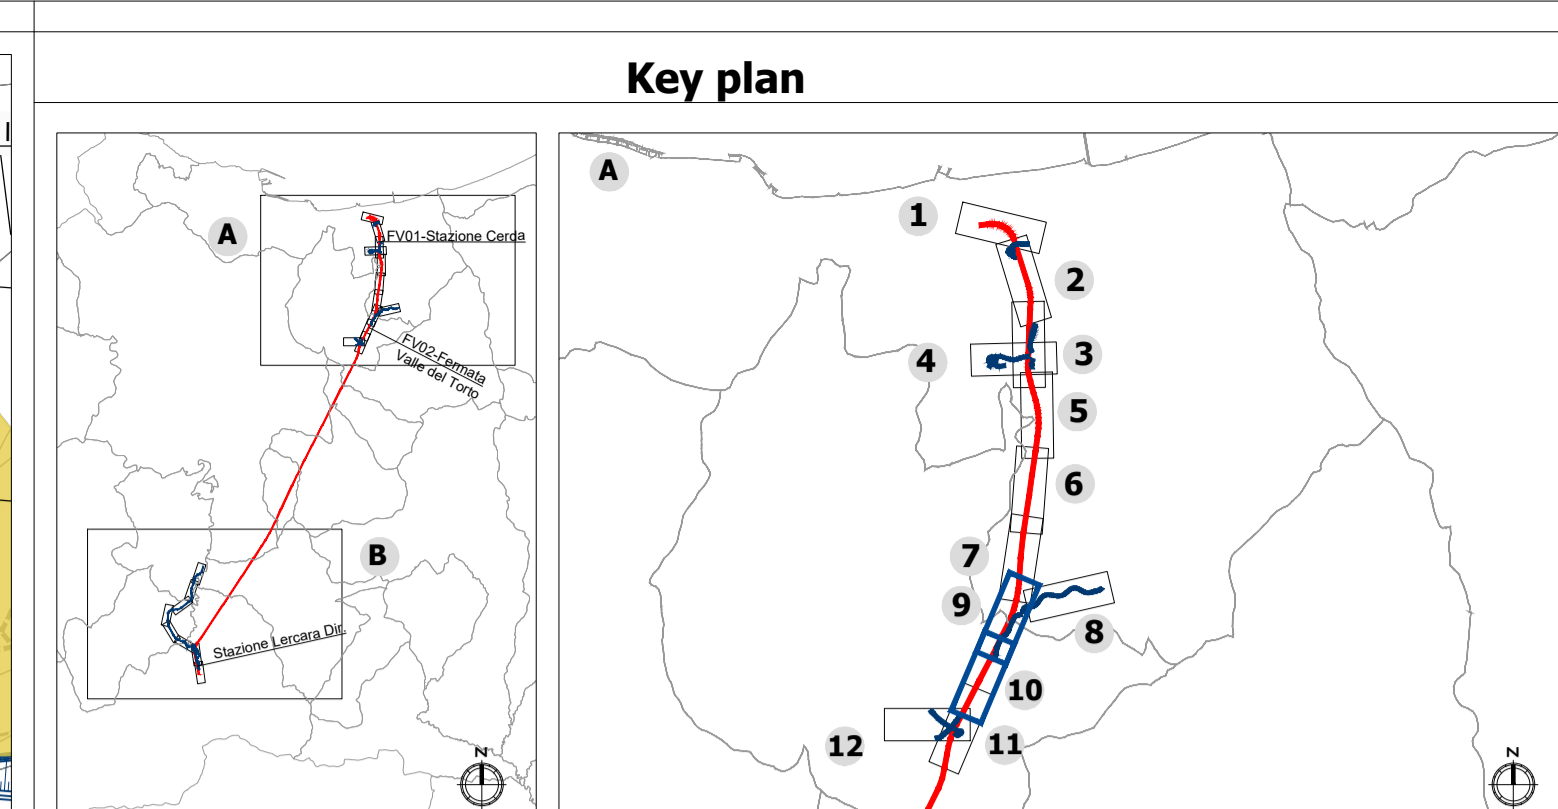 Key plan
A
FV01-Stazione Cerda
FV02-Fermata
Valle del Torto
B
Stazione Lercara Dir.
N
A
1
2
3
4
5
6
7
9
8
10
11
12
N